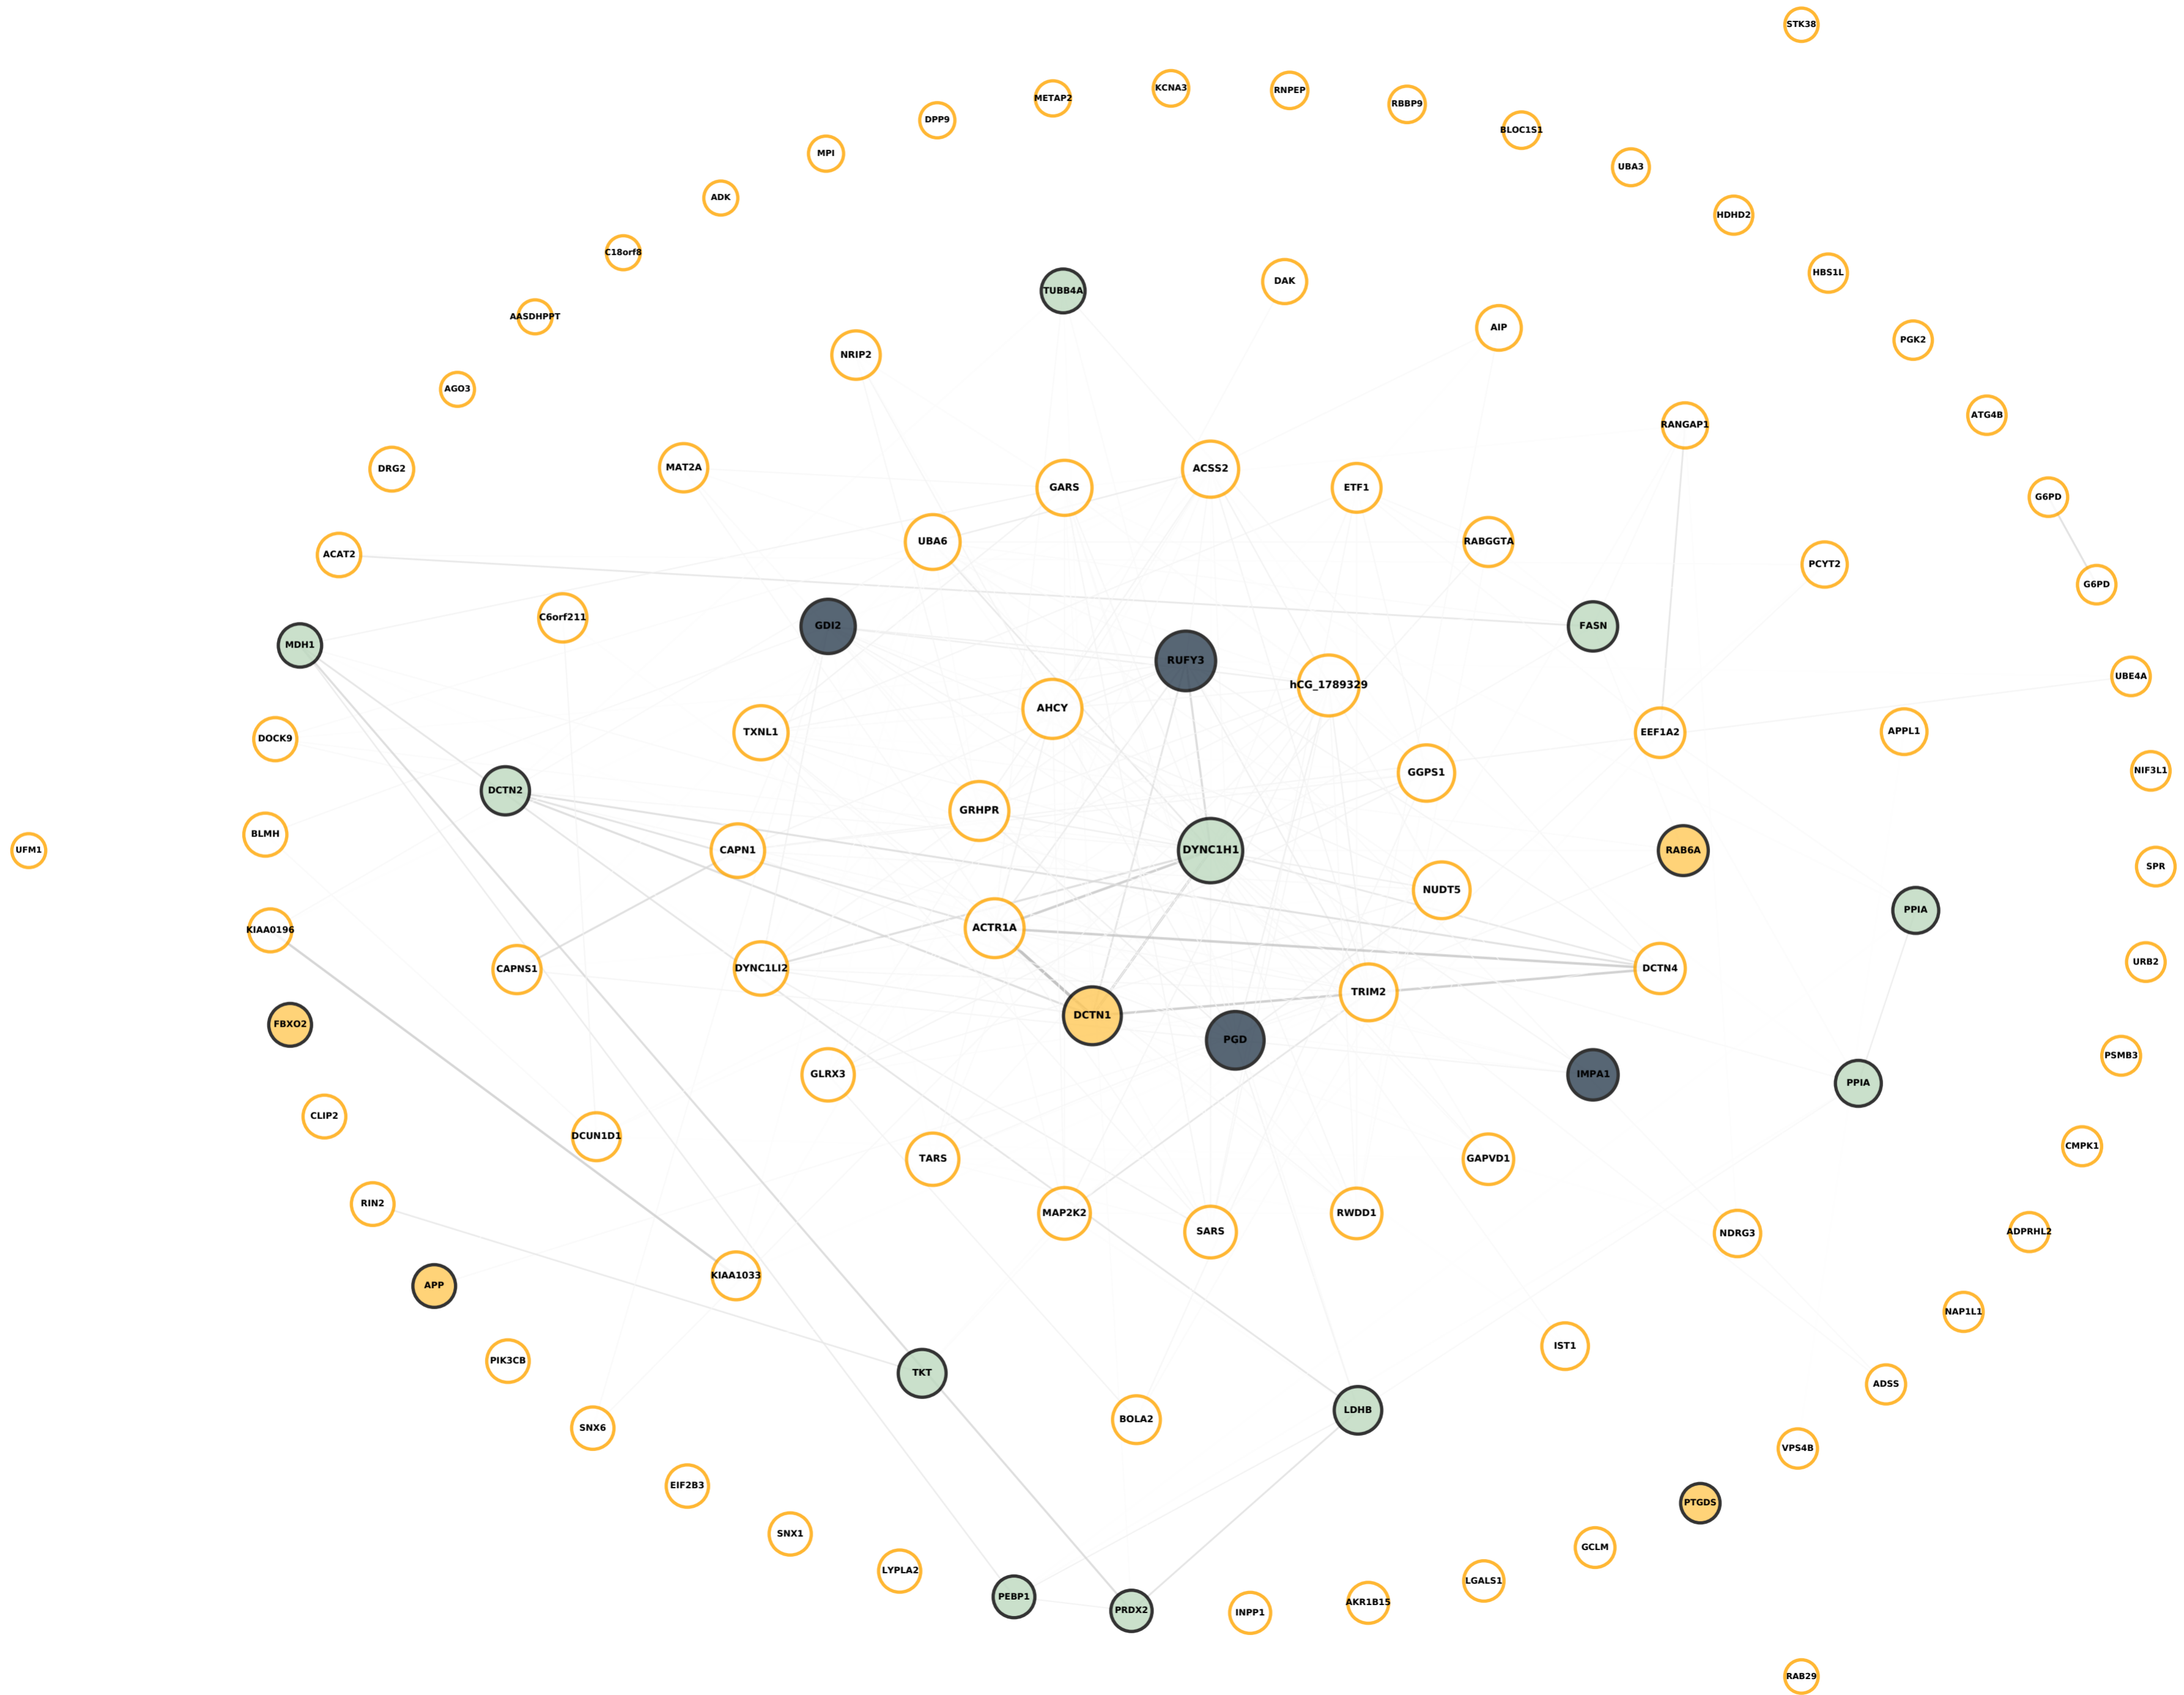 STK38
KCNA3
RNPEP
METAP2
RBBP9
DPP9
BLOC1S1
MPI
UBA3
ADK
HDHD2
C18orf8
HBS1L
DAK
TUBB4A
AASDHPPT
AIP
PGK2
NRIP2
AGO3
ATG4B
RANGAP1
MAT2A
DRG2
ACSS2
GARS
ETF1
G6PD
UBA6
RABGGTA
ACAT2
PCYT2
G6PD
C6orf211
GDI2
FASN
MDH1
RUFY3
UBE4A
hCG_1789329
AHCY
APPL1
TXNL1
EEF1A2
DOCK9
NIF3L1
GGPS1
DCTN2
GRHPR
BLMH
UFM1
CAPN1
DYNC1H1
RAB6A
SPR
NUDT5
PPIA
ACTR1A
KIAA0196
URB2
DYNC1LI2
DCTN4
CAPNS1
TRIM2
DCTN1
FBXO2
PGD
PSMB3
GLRX3
IMPA1
PPIA
CLIP2
DCUN1D1
CMPK1
TARS
GAPVD1
RIN2
MAP2K2
RWDD1
SARS
ADPRHL2
NDRG3
KIAA1033
APP
NAP1L1
IST1
PIK3CB
TKT
ADSS
LDHB
BOLA2
SNX6
VPS4B
EIF2B3
PTGDS
SNX1
GCLM
LYPLA2
LGALS1
PEBP1
AKR1B15
PRDX2
INPP1
RAB29